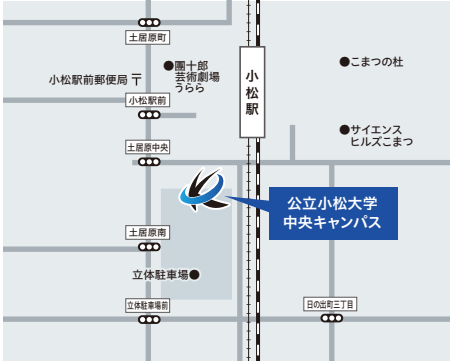 土居原町
小松駅前郵便局〒
●團十郎
芸術劇場
うらら
小松駅
●こまつの杜
小松駅前
●サイエンス
ヒルズこまつ
土居原中央
公立小松大学
中央キャンパス
土居原南
立体駐車場●
立体駐車場前
日の出町三丁目